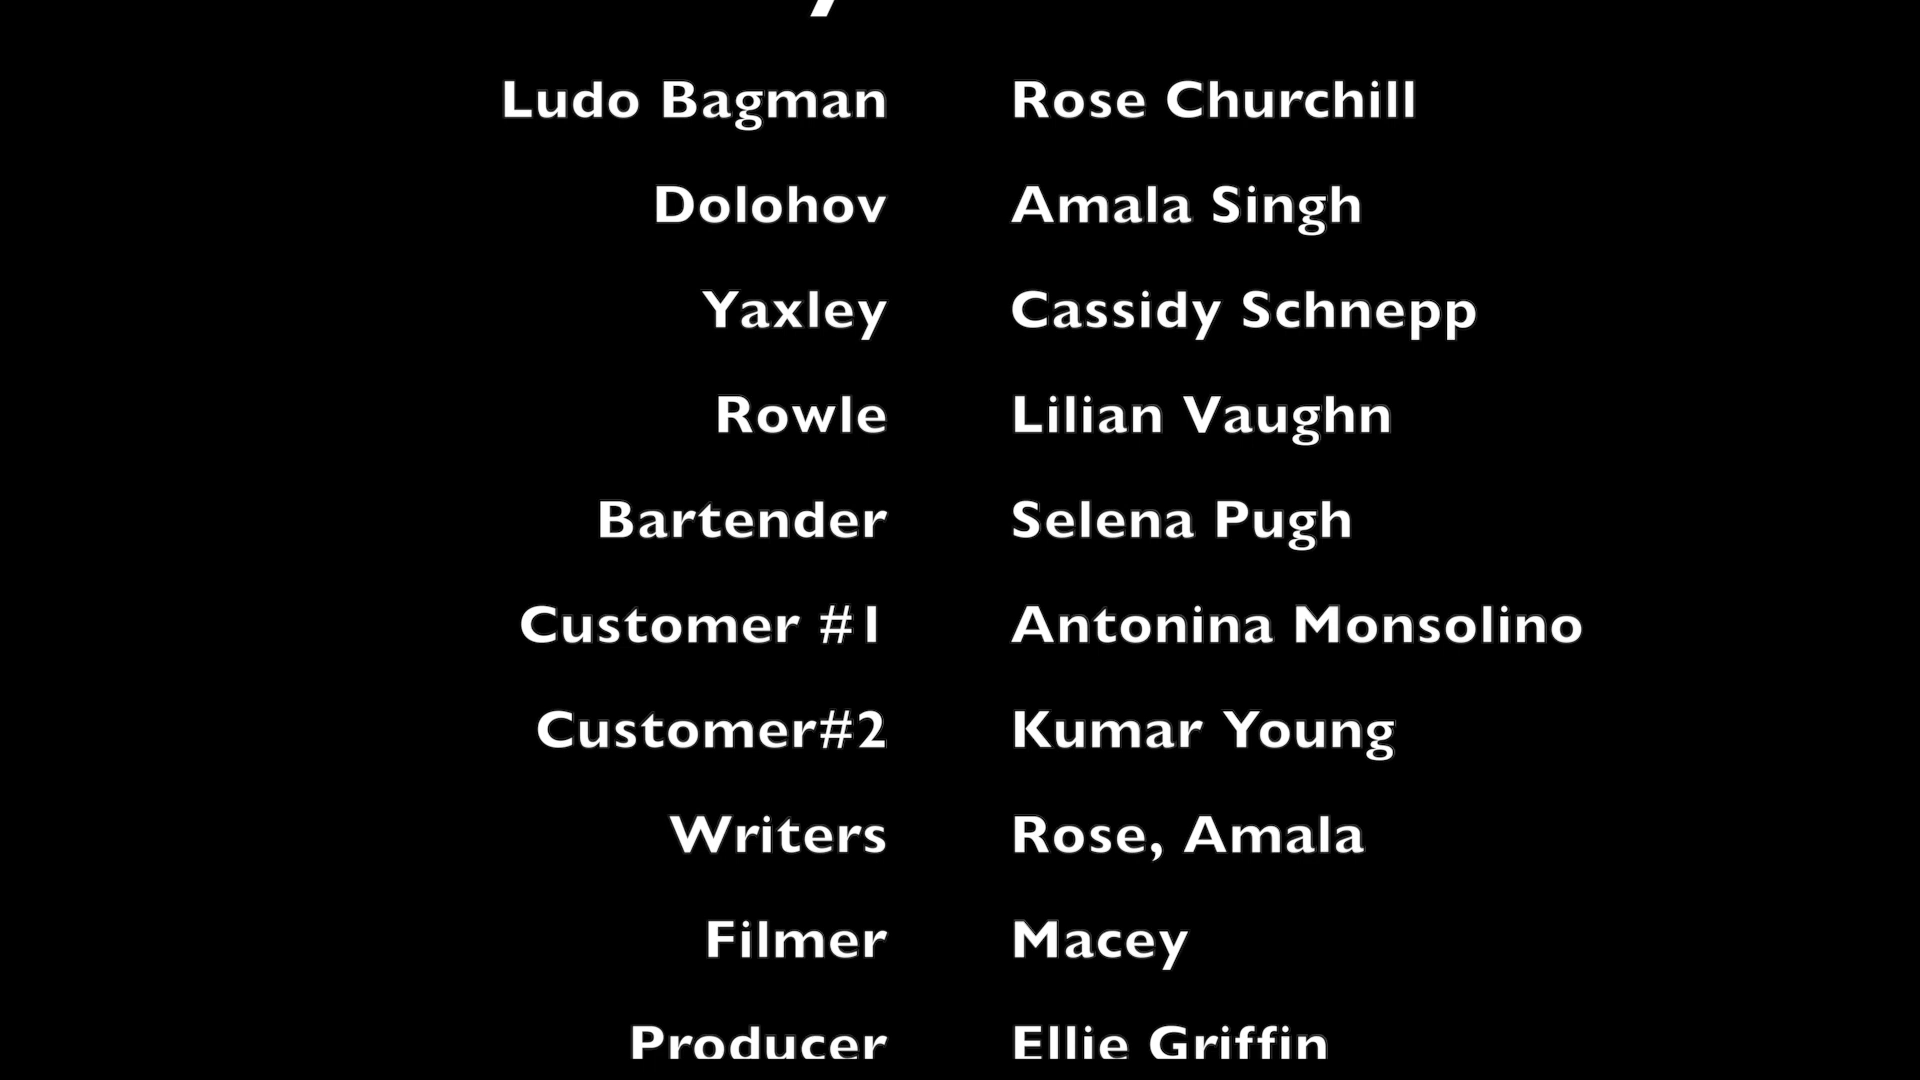 Ludo Bagman Rose Churchill
Dolohov Amala Singh
Yaxley Cassidy Schnepp
Rowle Lilian Vaughn
Bartender Selena Pugh
Customer #1 Antonina Monsolino
Customer#2 Kumar Young
Writers Rose, Amala
Filmer Macey
Producer Ellie Griffin